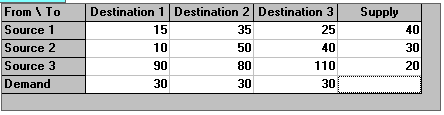 From \ To Destination 1 Destination 2 Destination 3 Supply
Source 1 15 35 25 40
Source 2 10 50 40 30
Source 3 90 80 110 20
Demand 30 30 30